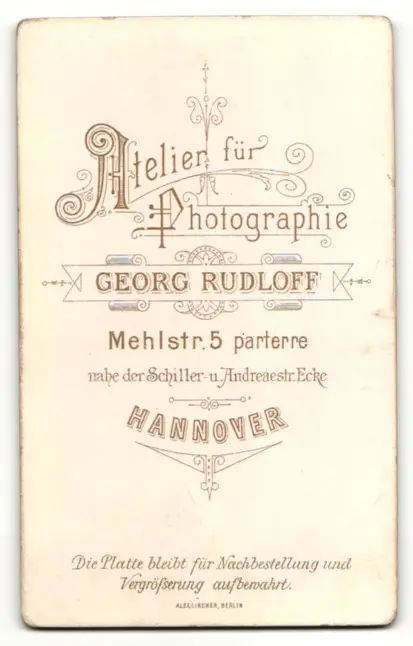 Atelier für
Photographie
GEORG RUDLOFF
Mehlstr. 5 parterre
nahe der Schiller- u. Andreaestr. Ecke
HANNOVER
Die Platte bleibt für Nachbestellung und
Vergrößerung aufbewahrt.
BERLIN